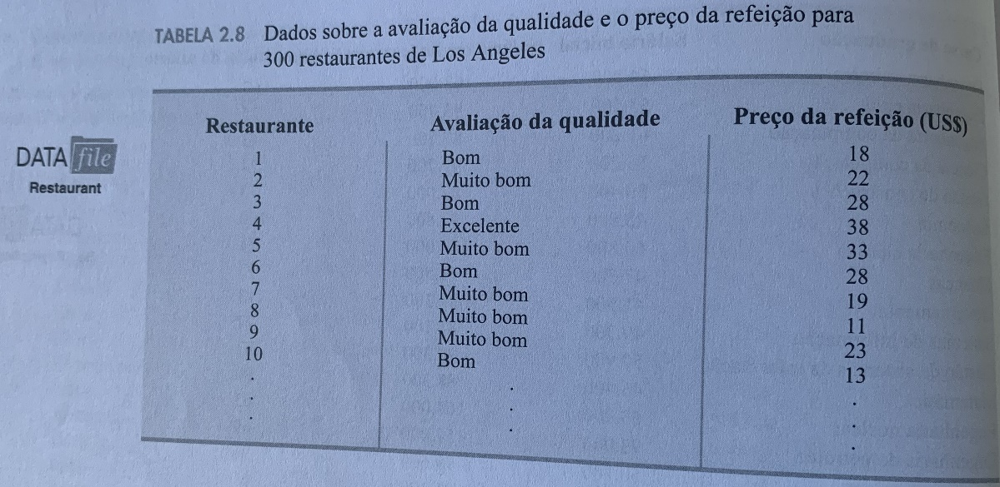 TABELA 2.8 Dados sobre a avaliação da qualidade e o preço da refeição para
300 restaurantes de Los Angeles
DATA file
Restaurant
Restaurante Avaliação da qualidade Preço da refeição (US$)
1 Bom 18
2 Muito bom 22
3 Bom 28
4 Excelente 38
5 Muito bom 33
6 Bom 28
7 Muito bom 19
8 Muito bom 11
9 Muito bom 23
10 Bom 13
. . .
. . .
. . .